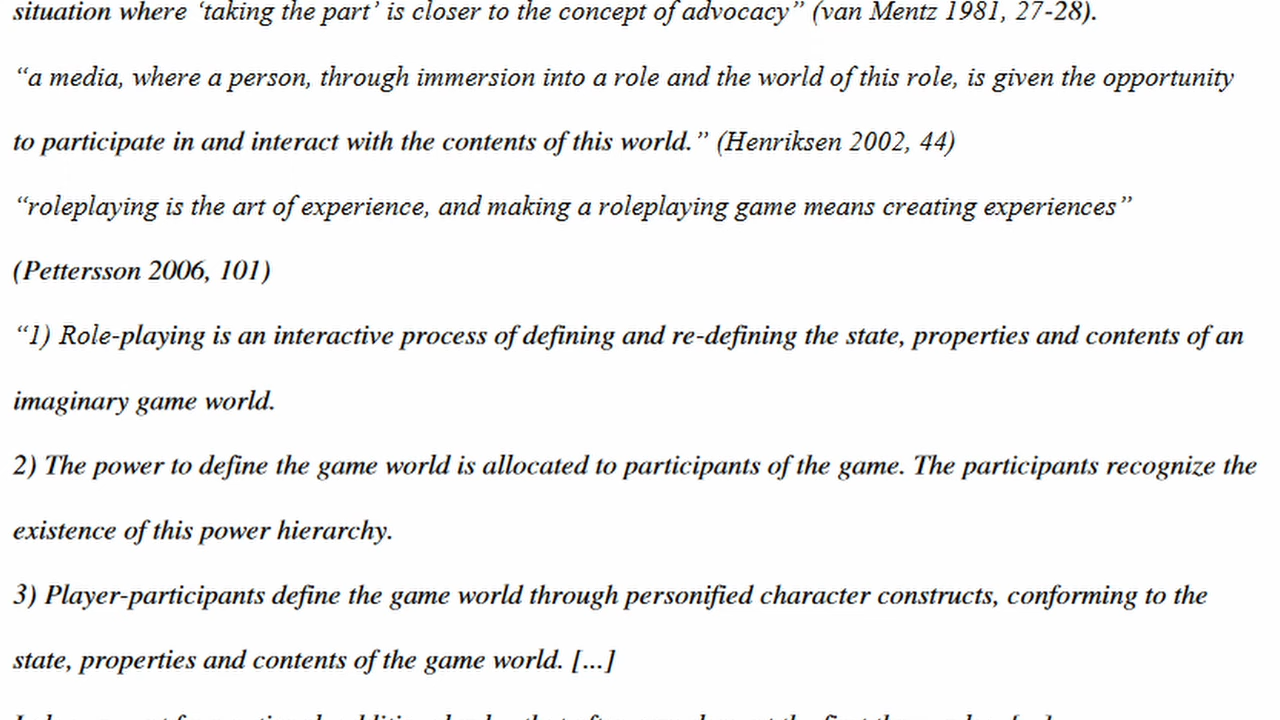 situation where ‘taking the part’ is closer to the concept of advocacy” (van Mentz 1981, 27-28).
“a media, where a person, through immersion into a role and the world of this role, is given the opportunity
to participate in and interact with the contents of this world.” (Henriksen 2002, 44)
“roleplaying is the art of experience, and making a roleplaying game means creating experiences”
(Pettersson 2006, 101)
“1) Role-playing is an interactive process of defining and re-defining the state, properties and contents of an
imaginary game world.
2) The power to define the game world is allocated to participants of the game. The participants recognize the
existence of this power hierarchy.
3) Player-participants define the game world through personified character constructs, conforming to the
state, properties and contents of the game world. [...]